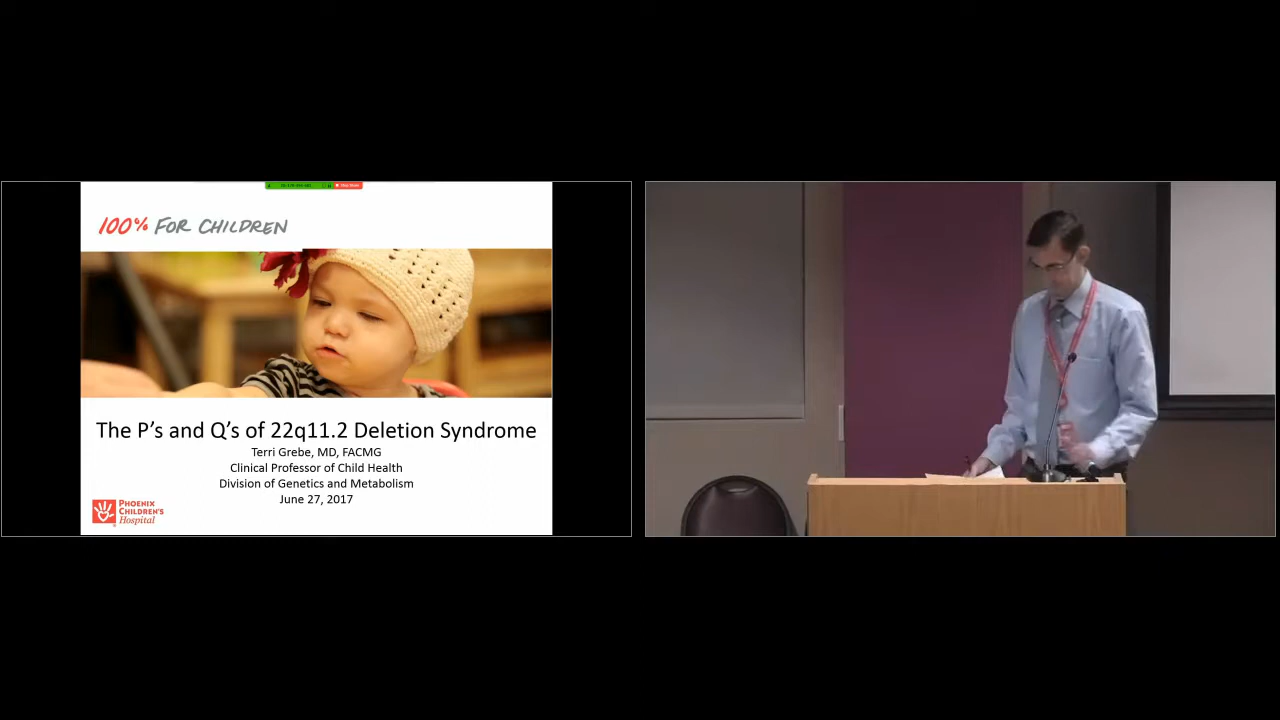 100% FOR CHILDREN
The P's and Q's of 22q11.2 Deletion Syndrome
Terri Grebe, MD, FACMG
Clinical Professor of Child Health
Division of Genetics and Metabolism
June 27, 2017
PHOENIX
CHILDREN'S
Hospital